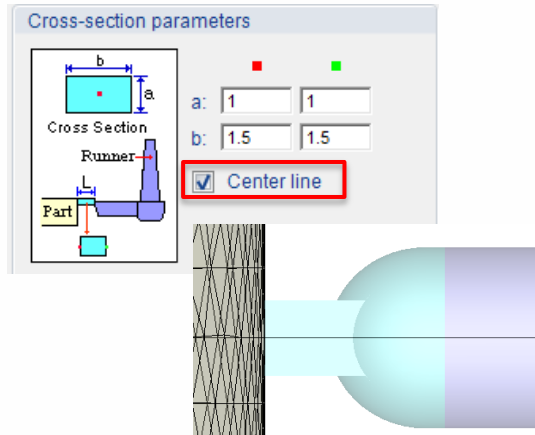 Cross-section parameters
b
a
Cross Section
Runner
L
Part
a: 1 1
b: 1.5 1.5
Center line